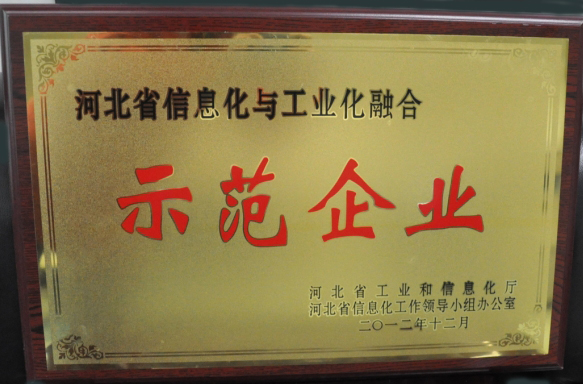 河北省信息化与工业化融合
示范企业
河北省工业和信息化厅
河北省信息化工作领导小组办公室
二〇一二年十二月